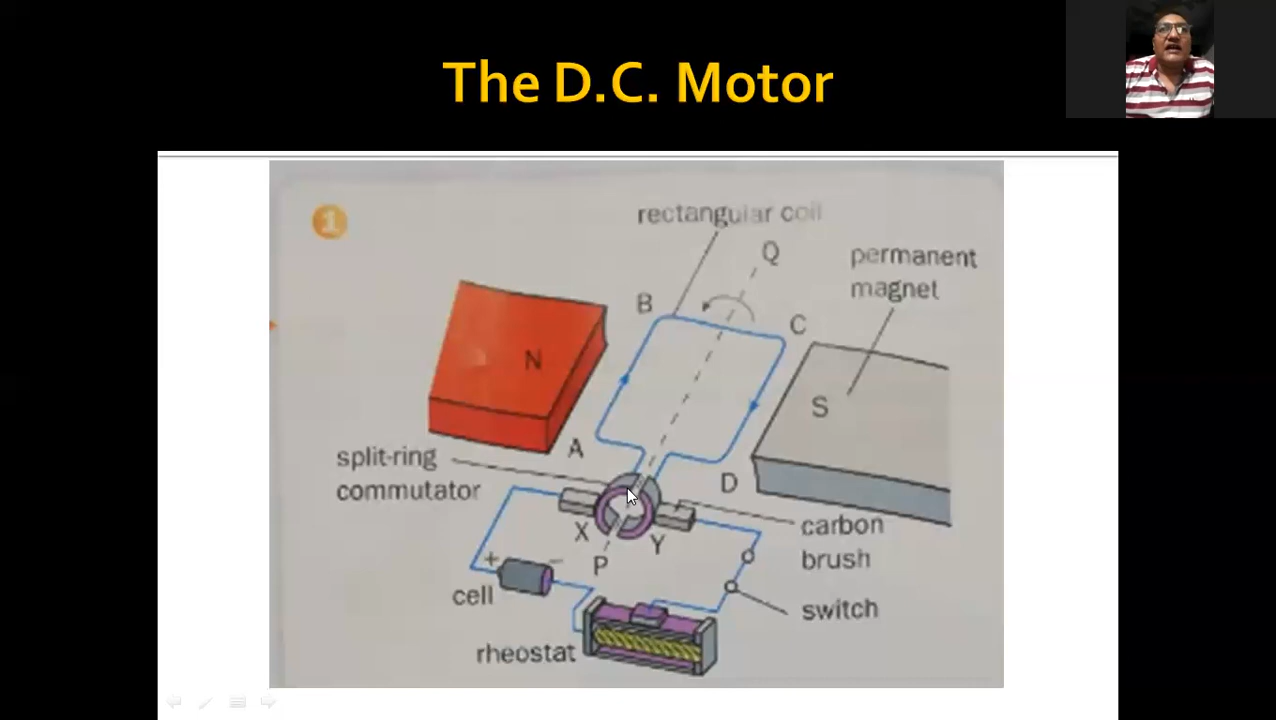 The D.C. Motor
1
rectangular coil
Q
permanent
magnet
B
C
N
S
A
split-ring
commutator
D
X
Y
carbon
brush
P
+
−
cell
switch
rheostat